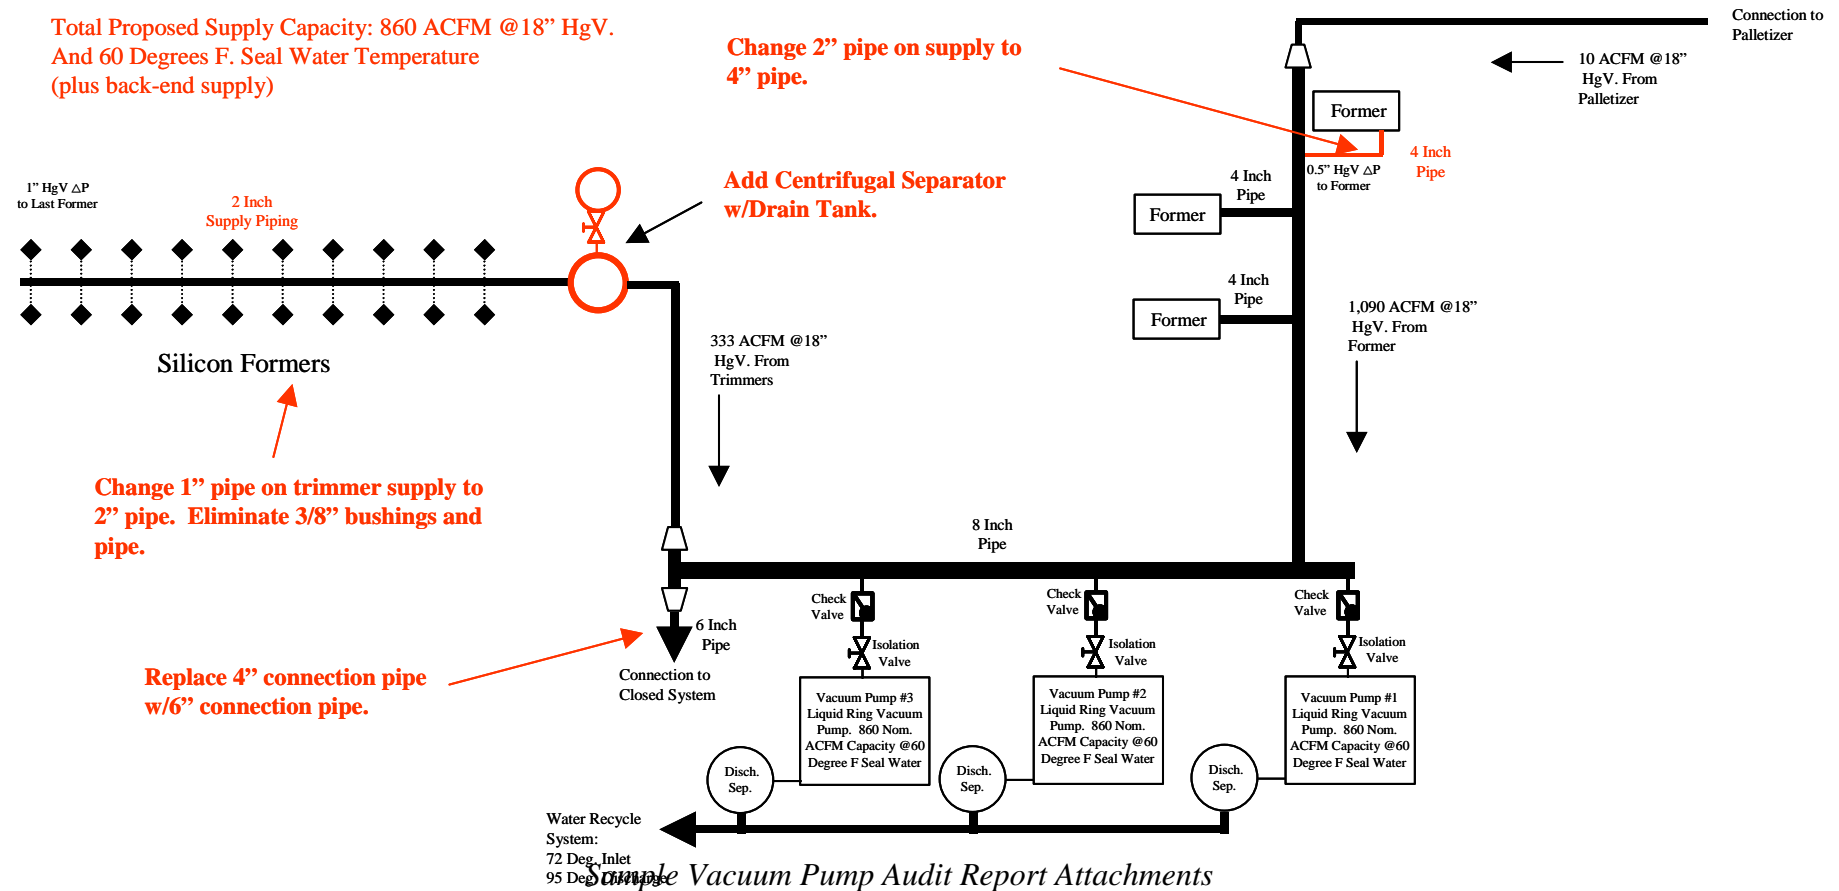 Total Proposed Supply Capacity: 860 ACFM @18” HgV.
And 60 Degrees F. Seal Water Temperature
(plus back-end supply)
Change 2” pipe on supply to
4” pipe.
Connection to
Palletizer
10 ACFM @18”
HgV. From
Palletizer
Former
4 Inch
Pipe
0.5” HgV △P
to Former
4 Inch
Pipe
Former
4 Inch
Pipe
Former
1,090 ACFM @18”
HgV. From
Former
1” HgV △P
to Last Former
2 Inch
Supply Piping
Add Centrifugal Separator
w/Drain Tank.
Silicon Formers
333 ACFM @18”
HgV. From
Trimmers
Change 1” pipe on trimmer supply to
2” pipe.  Eliminate 3/8” bushings and
pipe.
8 Inch
Pipe
Check
Valve
Check
Valve
Check
Valve
6 Inch
Pipe
Isolation
Valve
Isolation
Valve
Isolation
Valve
Replace 4” connection pipe
w/6” connection pipe.
Connection to
Closed System
Vacuum Pump #3
Liquid Ring Vacuum
Pump.  860 Nom.
ACFM Capacity @60
Degree F Seal Water
Vacuum Pump #2
Liquid Ring Vacuum
Pump.  860 Nom.
ACFM Capacity @60
Degree F Seal Water
Vacuum Pump #1
Liquid Ring Vacuum
Pump.  860 Nom.
ACFM Capacity @60
Degree F Seal Water
Disch.
Sep.
Disch.
Sep.
Disch.
Sep.
Water Recycle
System:
72 Deg. Inlet
95 Deg. Discharge
Sample Vacuum Pump Audit Report Attachments